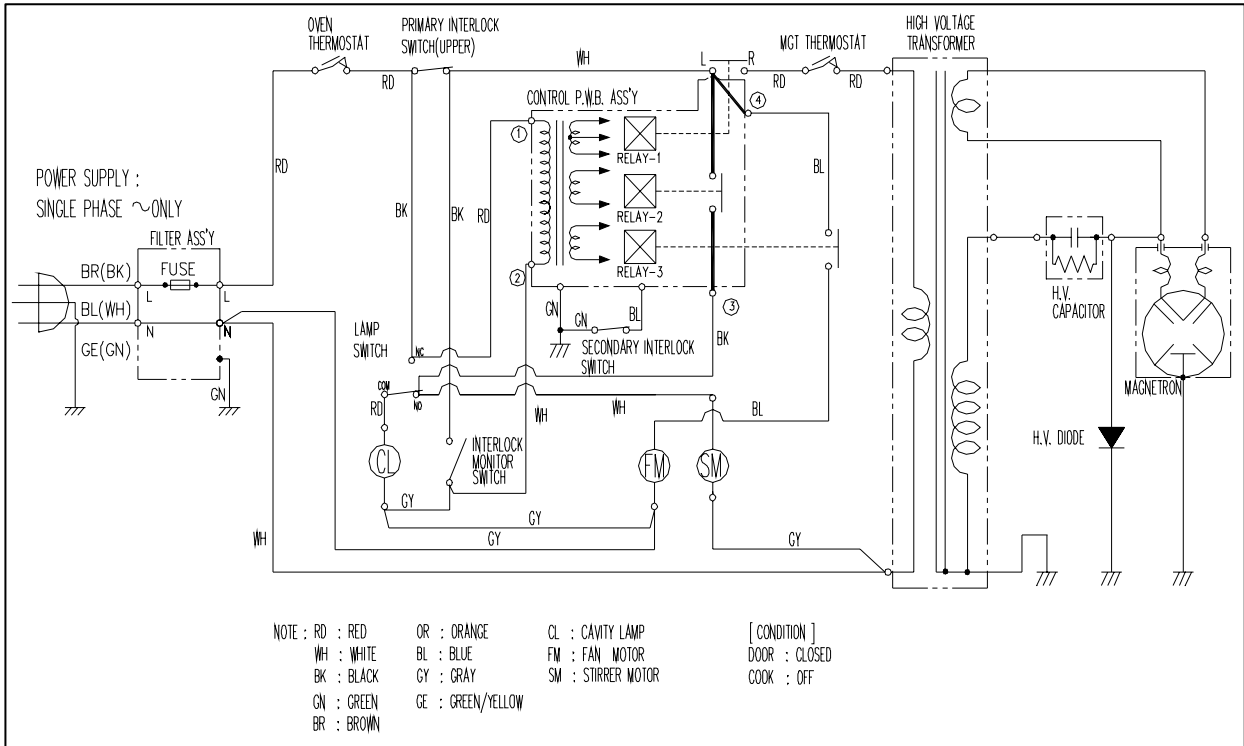 OVEN
THERMOSTAT
PRIMARY INTERLOCK
SWITCH(UPPER)
HIGH VOLTAGE
TRANSFORMER
MGT THERMOSTAT
WH
L
R
RD
RD
RD
CONTROL P.W.B. ASS'Y
①
④
RELAY-1
RD
BK
BK
RD
BL
POWER SUPPLY :
SINGLE PHASE ~ONLY
RELAY-2
FILTER ASS'Y
RELAY-3
BR(BK)
FUSE
②
L
L
BL(WH)
N
N
GE(GN)
GN
GN
BL
③
H.V.
CAPACITOR
LAMP
SWITCH
NC
SECONDARY INTERLOCK
SWITCH
BK
MAGNETRON
GN
COM
NO
RD
WH
WH
BL
H.V. DIODE
CL
INTERLOCK
MONITOR
SWITCH
FM
SM
GY
GY
GY
GY
WH
NOTE : RD : RED OR : ORANGE CL : CAVITY LAMP [ CONDITION ]
WH : WHITE BL : BLUE FM : FAN MOTOR DOOR : CLOSED
BK : BLACK GY : GRAY SM : STIRRER MOTOR COOK : OFF
GN : GREEN GE : GREEN/YELLOW
BR : BROWN